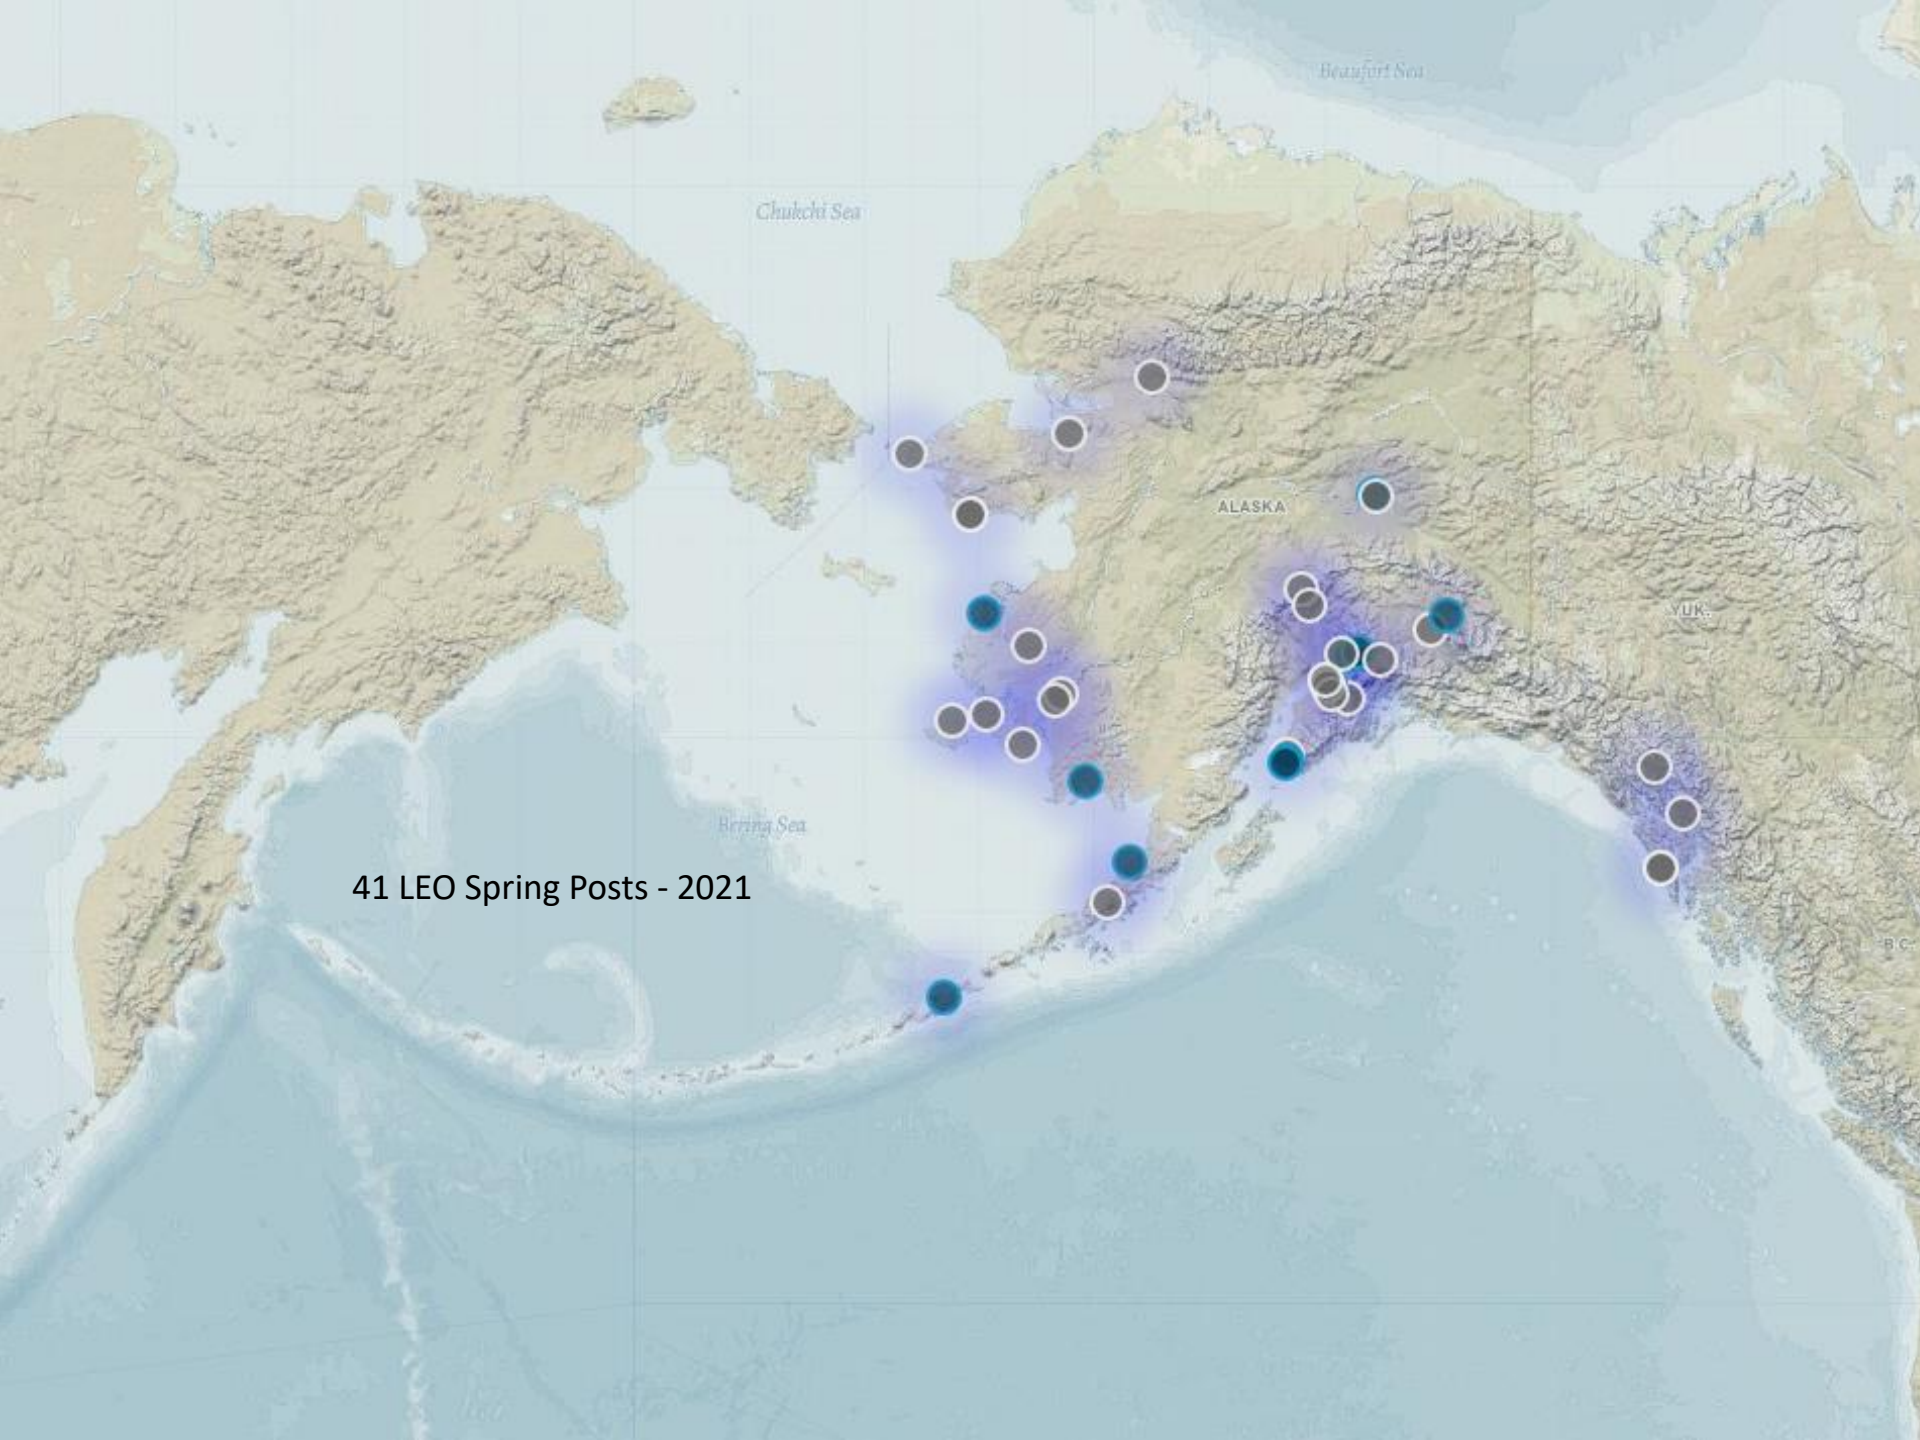 Beaufort Sea
Chukchi Sea
ALASKA
YUK.
Bering Sea
41 LEO Spring Posts - 2021
B.C.